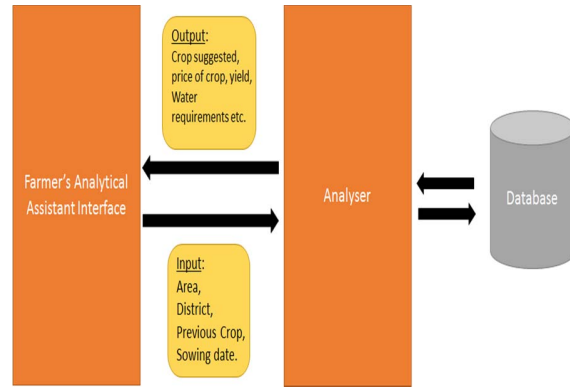 Output:
Crop suggested,
price of crop, yield,
Water
requirements etc.
Farmer's Analytical
Assistant Interface
Analyser
Database
Input:
Area,
District,
Previous Crop,
Sowing date.